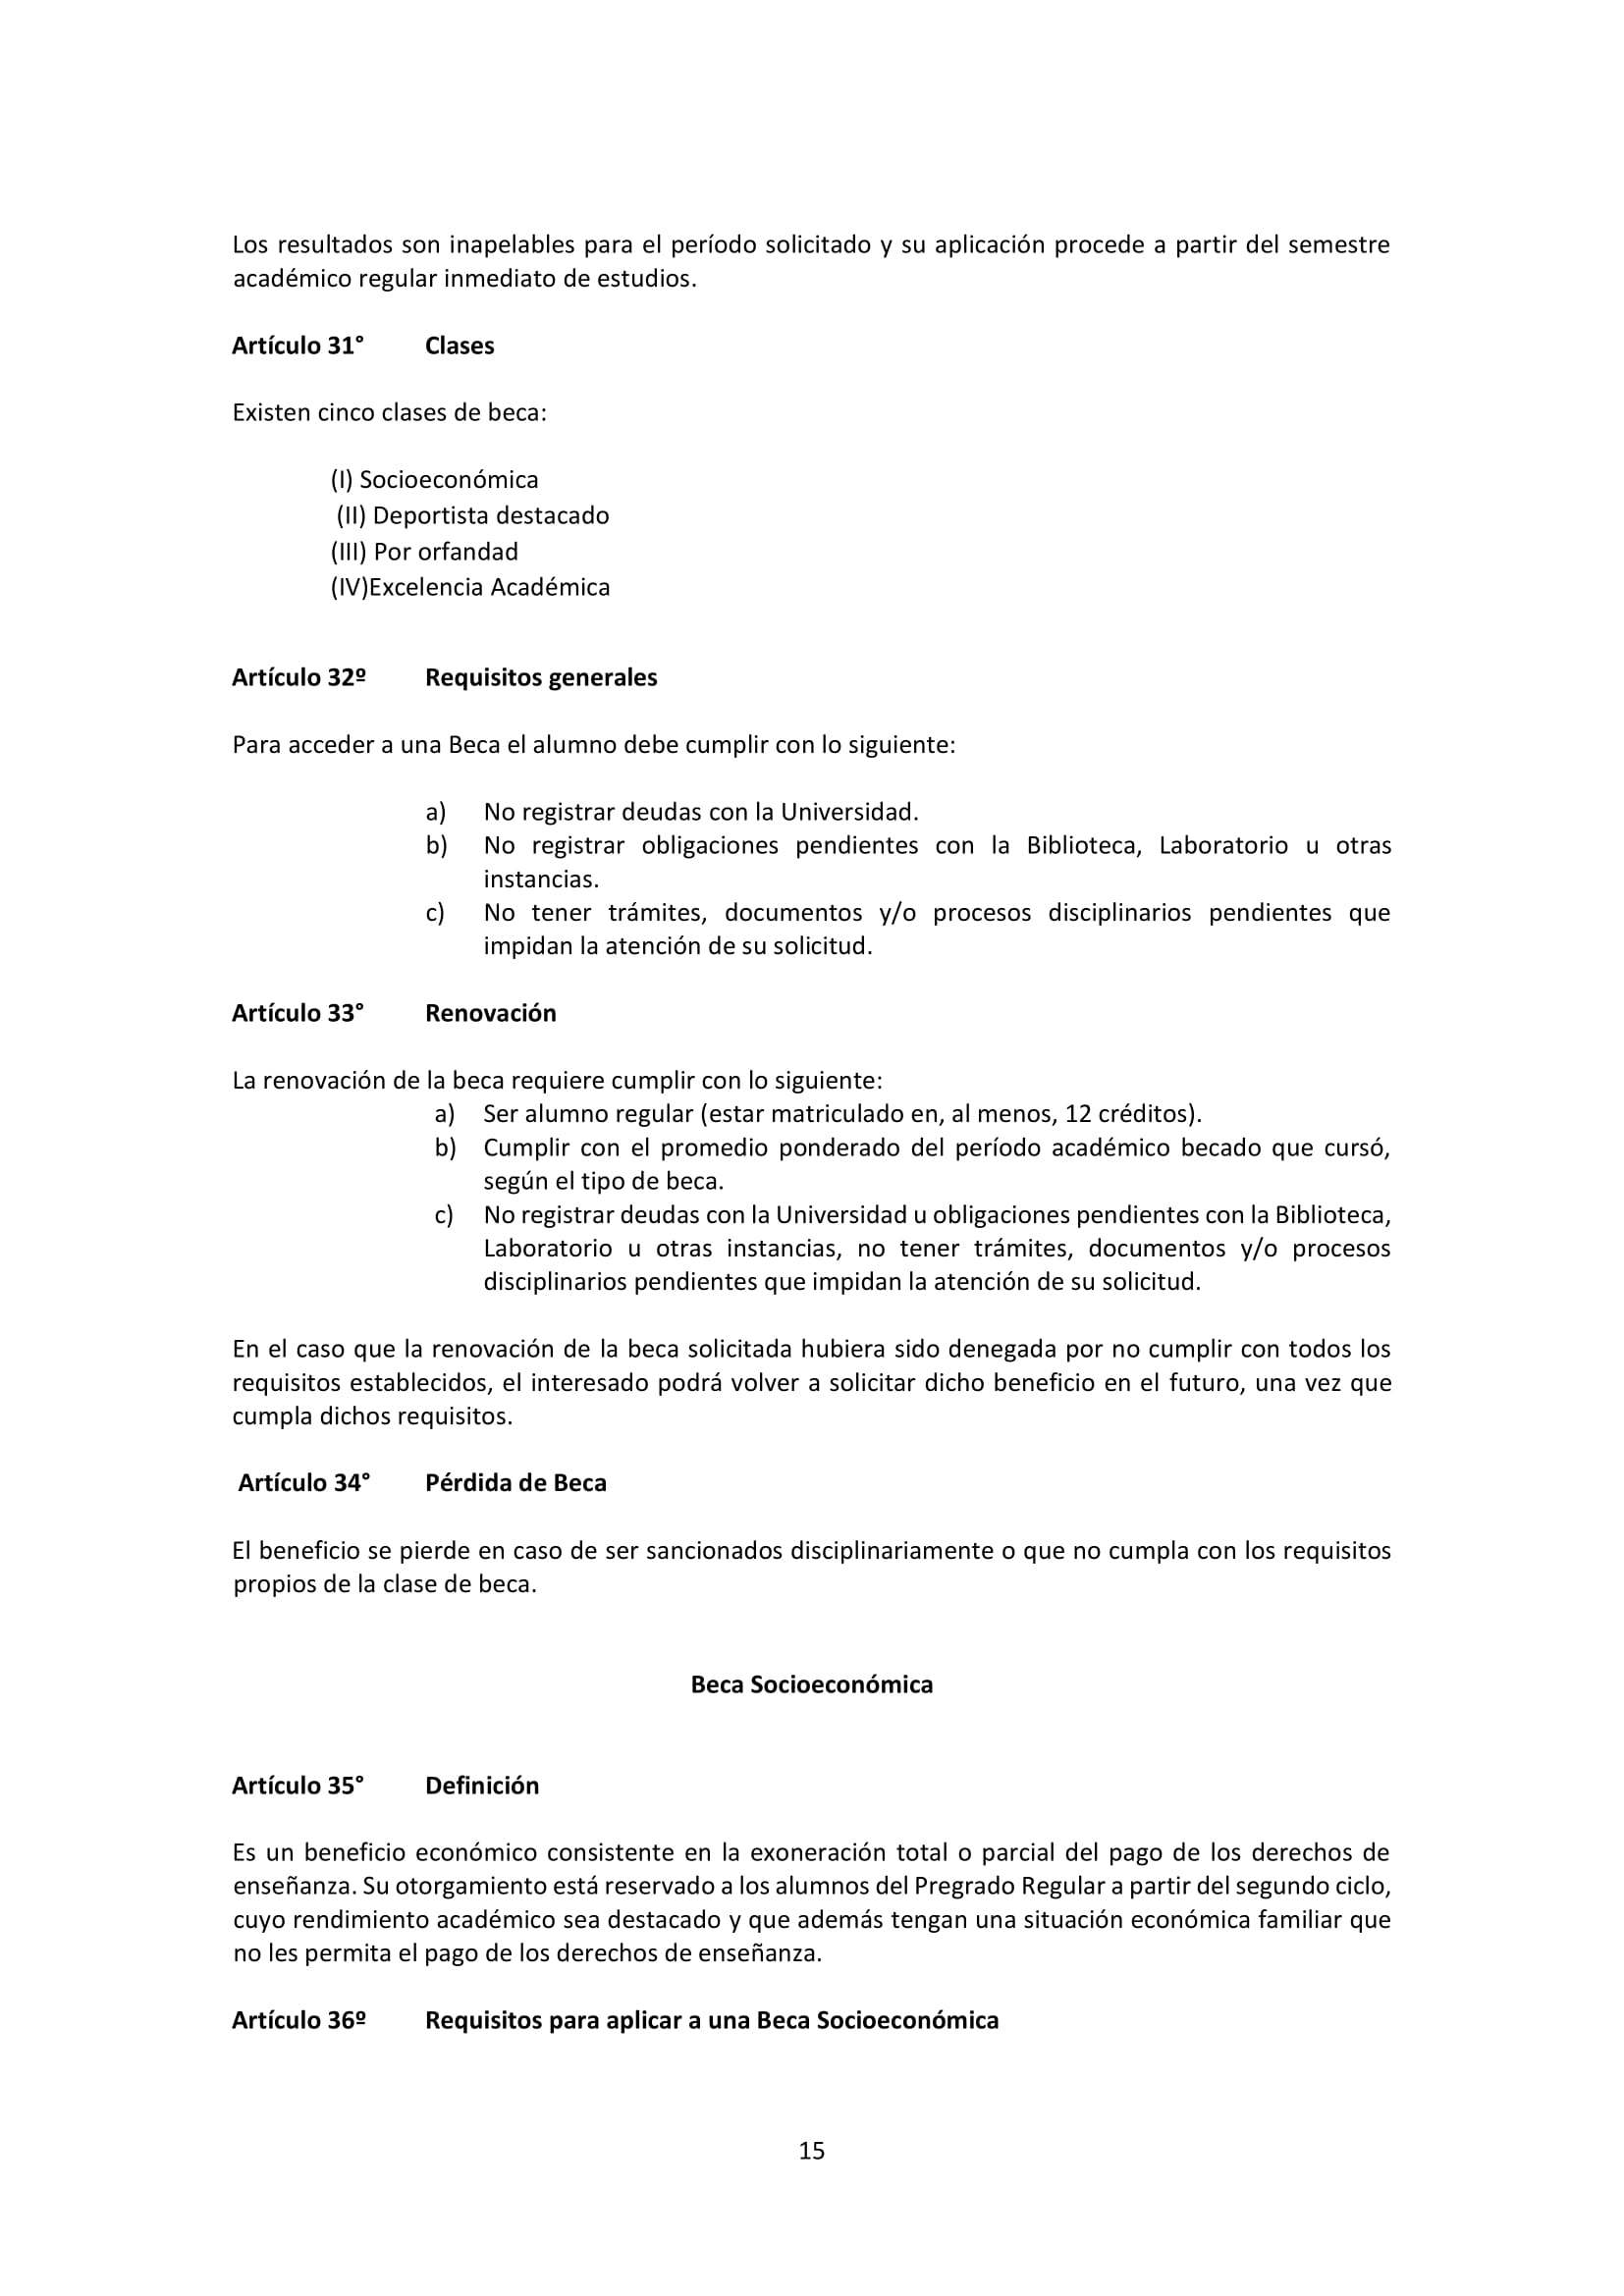 Los resultados son inapelables para el período solicitado y su aplicación procede a partir del semestre
académico regular inmediato de estudios.
Artículo 31° Clases
Existen cinco clases de beca:
(I) Socioeconómica
(II) Deportista destacado
(III) Por orfandad
(IV)Excelencia Académica
Artículo 32º Requisitos generales
Para acceder a una Beca el alumno debe cumplir con lo siguiente:
a) No registrar deudas con la Universidad.
b) No registrar obligaciones pendientes con la Biblioteca, Laboratorio u otras
instancias.
c) No tener trámites, documentos y/o procesos disciplinarios pendientes que
impidan la atención de su solicitud.
Artículo 33° Renovación
La renovación de la beca requiere cumplir con lo siguiente:
a) Ser alumno regular (estar matriculado en, al menos, 12 créditos).
b) Cumplir con el promedio ponderado del período académico becado que cursó,
según el tipo de beca.
c) No registrar deudas con la Universidad u obligaciones pendientes con la Biblioteca,
Laboratorio u otras instancias, no tener trámites, documentos y/o procesos
disciplinarios pendientes que impidan la atención de su solicitud.
En el caso que la renovación de la beca solicitada hubiera sido denegada por no cumplir con todos los
requisitos establecidos, el interesado podrá volver a solicitar dicho beneficio en el futuro, una vez que
cumpla dichos requisitos.
Artículo 34° Pérdida de Beca
El beneficio se pierde en caso de ser sancionados disciplinariamente o que no cumpla con los requisitos
propios de la clase de beca.
Beca Socioeconómica
Artículo 35° Definición
Es un beneficio económico consistente en la exoneración total o parcial del pago de los derechos de
enseñanza. Su otorgamiento está reservado a los alumnos del Pregrado Regular a partir del segundo ciclo,
cuyo rendimiento académico sea destacado y que además tengan una situación económica familiar que
no les permita el pago de los derechos de enseñanza.
Artículo 36º Requisitos para aplicar a una Beca Socioeconómica
15